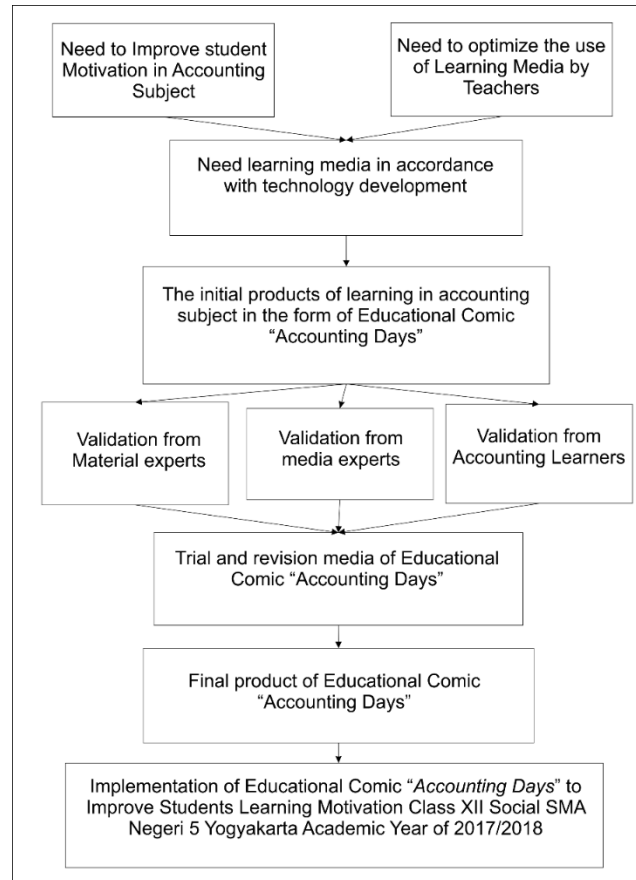 Need to Improve student
Motivation in Accounting
Subject
Need to optimize the use
of Learning Media by
Teachers
Need learning media in accordance
with technology development
The initial products of learning in accounting
subject in the form of Educational Comic
“Accounting Days”
Validation from
Material experts
Validation from
media experts
Validation from
Accounting Learners
Trial and revision media of Educational
Comic “Accounting Days”
Final product of Educational Comic
“Accounting Days”
Implementation of Educational Comic “Accounting Days” to
Improve Students Learning Motivation Class XII Social SMA
Negeri 5 Yogyakarta Academic Year of 2017/2018